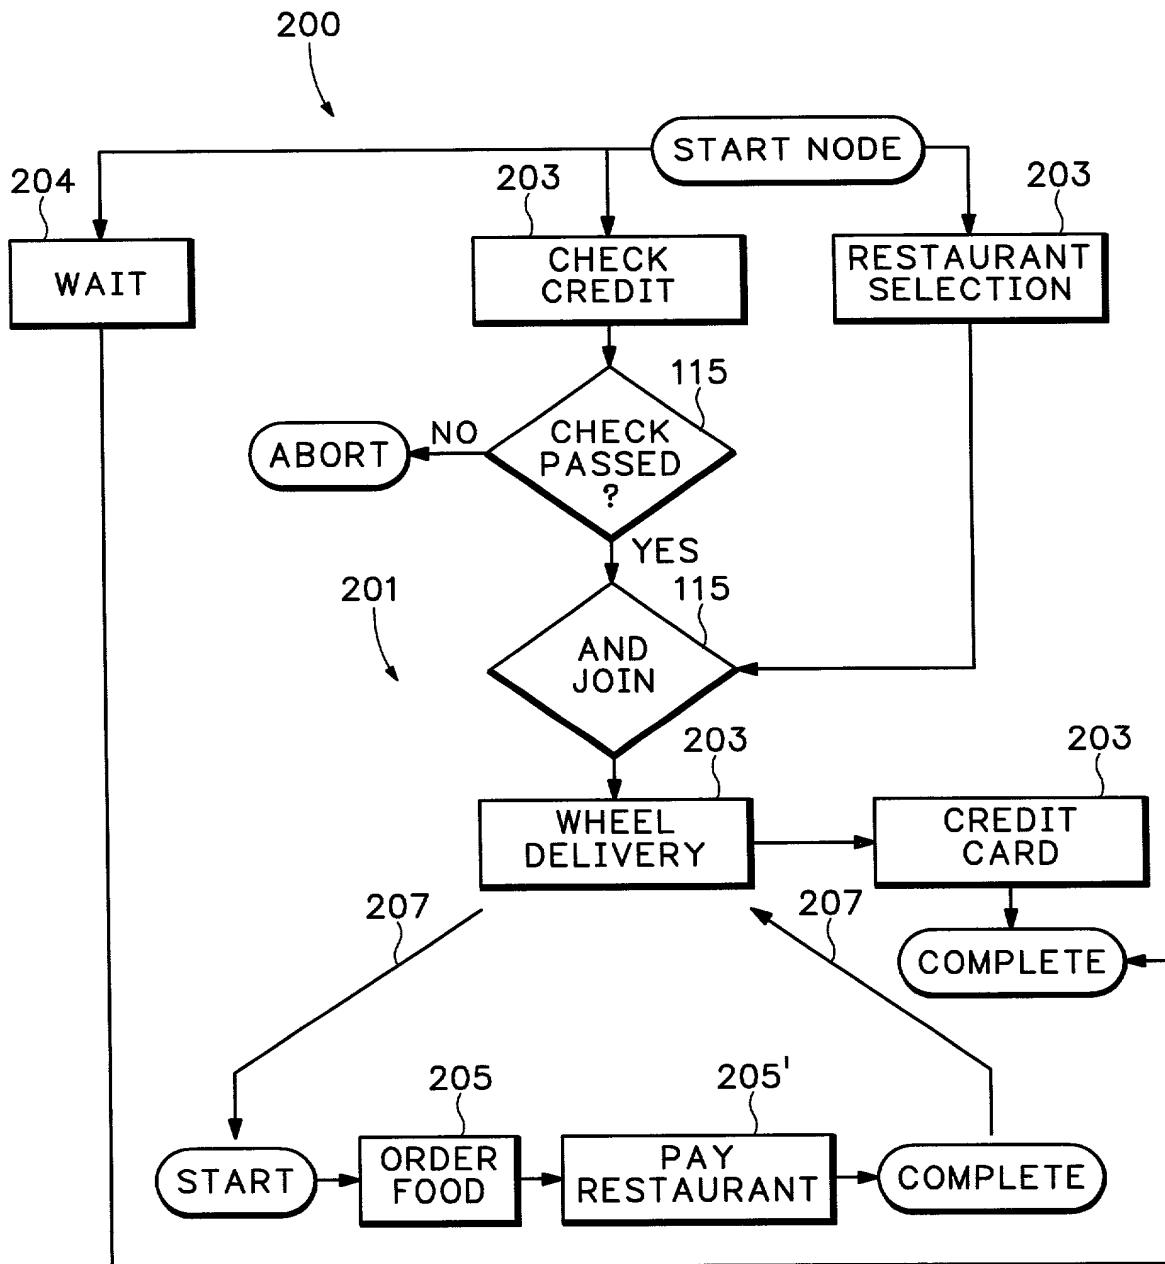 200
START NODE
204
203
203
WAIT
CHECK
CREDIT
RESTAURANT
SELECTION
115
NO
ABORT
CHECK
PASSED
?
YES
201
115
AND
JOIN
203
203
WHEEL
DELIVERY
CREDIT
CARD
207
207
COMPLETE
205
205'
START
ORDER
FOOD
PAY
RESTAURANT
COMPLETE